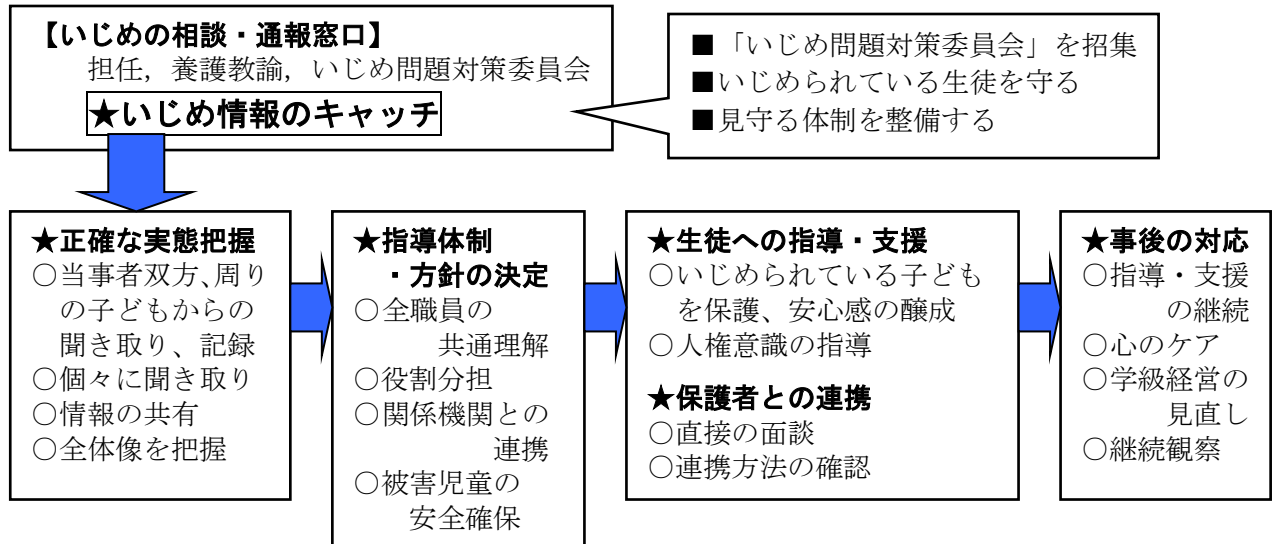 【いじめの相談・通報窓口】
担任，養護教諭，いじめ問題対策委員会
★いじめ情報のキャッチ
■「いじめ問題対策委員会」を招集
■いじめられている生徒を守る
■見守る体制を整備する
★正確な実態把握
○当事者双方、周り
の子どもからの
聞き取り、記録
○個々に聞き取り
○情報の共有
○全体像を把握
★指導体制
・方針の決定
○全職員の
共通理解
○役割分担
○関係機関との
連携
○被害児童の
安全確保
★生徒への指導・支援
○いじめられている子ども
を保護、安心感の醸成
○人権意識の指導
★保護者との連携
○直接の面談
○連携方法の確認
★事後の対応
○指導・支援
の継続
○心のケア
○学級経営の
見直し
○継続観察